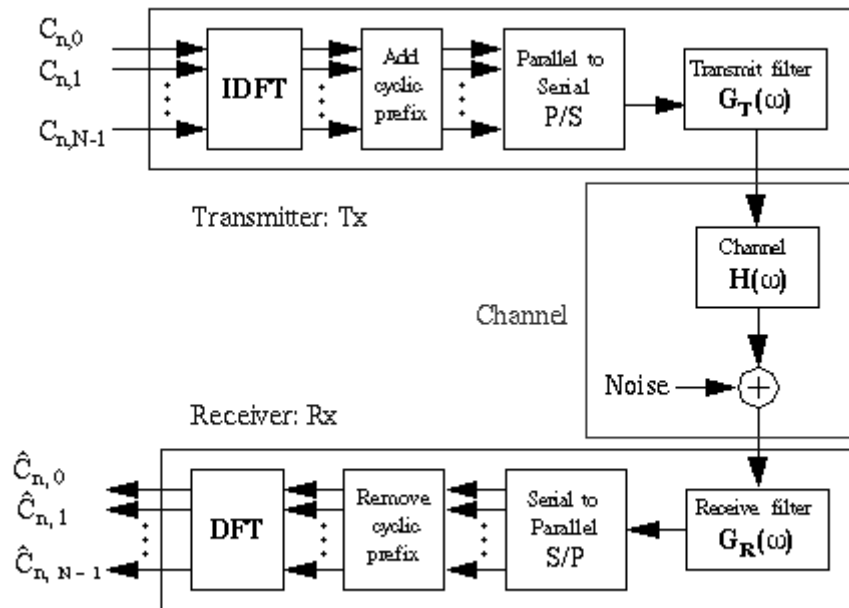 C_{n,0}
C_{n,1}
C_{n,N-1}
IDFT
Add
cyclic
prefix
Parallel to
Serial
P/S
Transmit filter
G_T(ω)
Transmitter: Tx
Channel
H(ω)
Channel
Noise
+
Receiver: Rx
Ĉ_{n,0}
Ĉ_{n,1}
Ĉ_{n,N-1}
DFT
Remove
cyclic
prefix
Serial to
Parallel
S/P
Receive filter
G_R(ω)